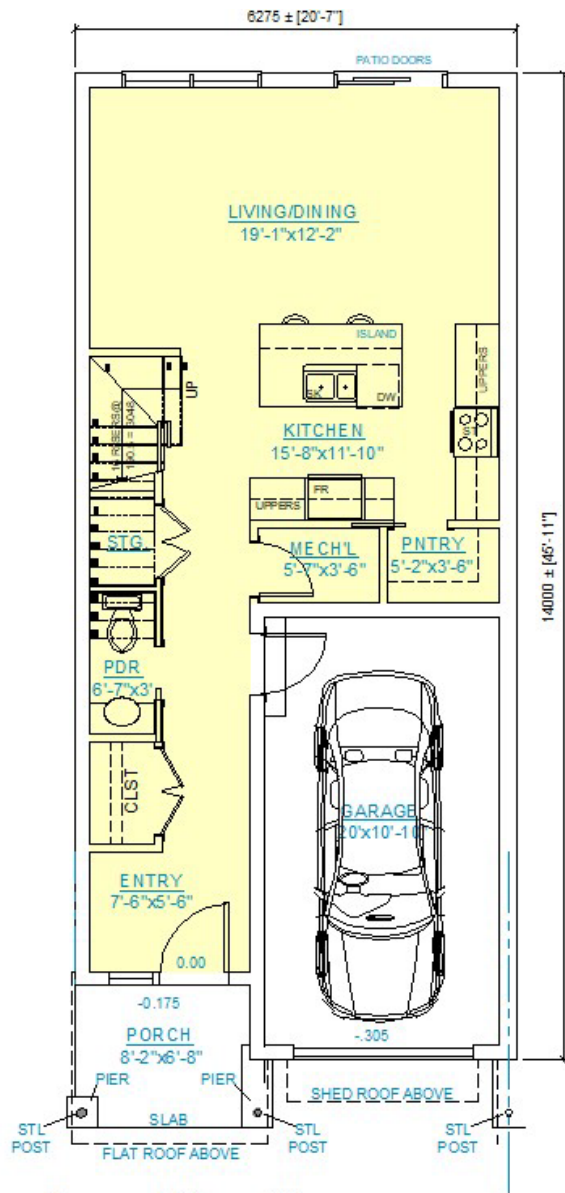 6275 ± [20'-7"]
PATIO DOORS
LIVING/DINING
19'-1"x12'-2"
ISLAND
UPPERS
UP
SK
DW
KITCHEN
15'-8"x11'-10"
FR
UPPERS
STG.
MECH'L
5'-7"x3'-6"
PNTRY
5'-2"x3'-6"
14000 ± [45'-11"]
PDR
6'-7"x3'
CLST
GARAGE
20'x10'-10
ENTRY
7'-6"x5'-6"
0.00
-0.175
-.305
PORCH
8'-2"x6'-8"
PIER
PIER
SHED ROOF ABOVE
SLAB
STL
POST
STL
POST
STL
POST
FLAT ROOF ABOVE